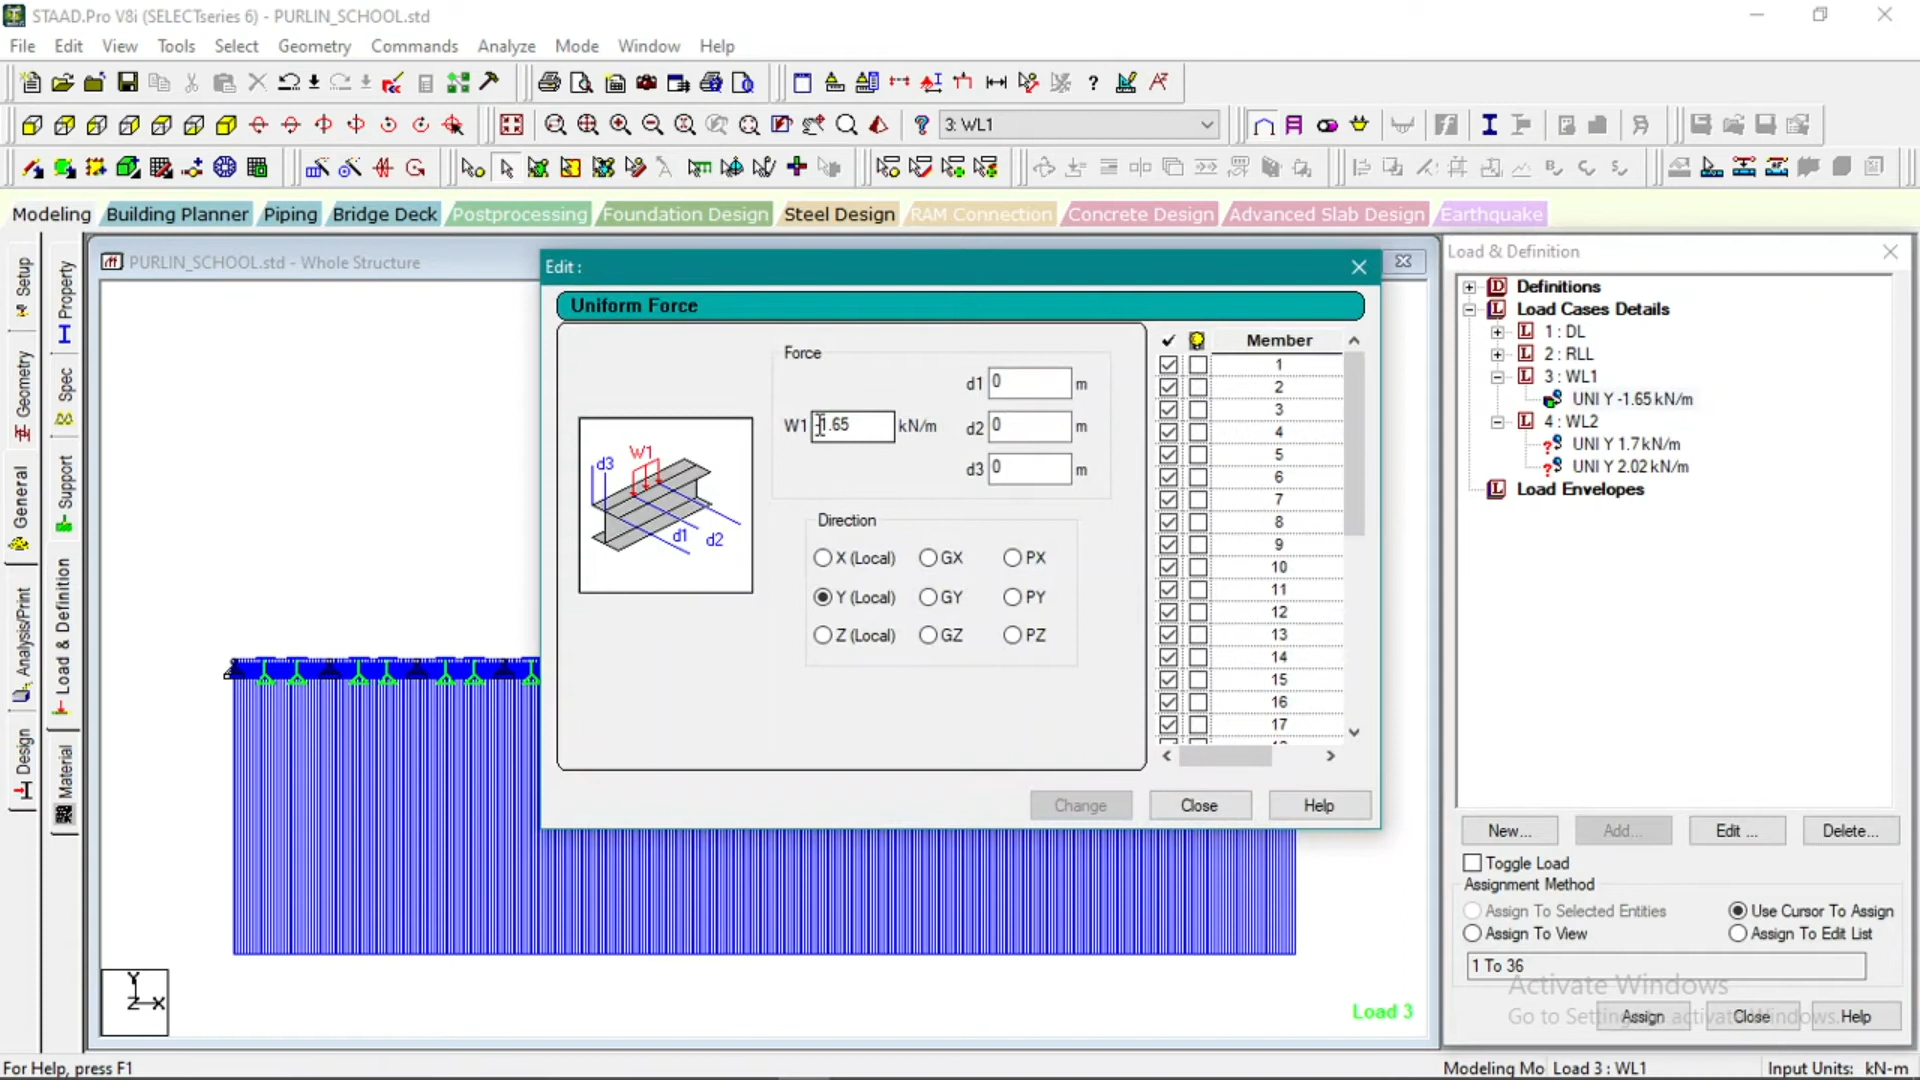 STAAD.Pro V8i (SELECTseries 6) - PURLIN_SCHOOL.std
File Edit View Tools Select Geometry Commands Analyze Mode Window Help
3: WL1
Modeling Building Planner Piping Bridge Deck Postprocessing Foundation Design Steel Design RAM Connection Concrete Design Advanced Slab Design Earthquake
Setup
Geometry
General
Analysis/Print
Design
Property
Spec
Support
Load & Definition
Material
PURLIN_SCHOOL.std - Whole Structure
Edit :
Uniform Force
Force
d1 0 m
W1 -1.65 kN/m d2 0 m
d3 0 m
W1
d3
d1 d2
Direction
X (Local) GX PX
Y (Local) GY PY
Z (Local) GZ PZ
Member
1
2
3
4
5
6
7
8
9
10
11
12
13
14
15
16
17
Change Close Help
Load & Definition
Definitions
Load Cases Details
1 : DL
2 : RLL
3 : WL1
UNI Y -1.65 kN/m
4 : WL2
UNI Y 1.7 kN/m
UNI Y 2.02 kN/m
Load Envelopes
New... Add... Edit ... Delete...
Toggle Load
Assignment Method
Assign To Selected Entities Use Cursor To Assign
Assign To View Assign To Edit List
1 To 36
Activate Windows
Go to Settings to activate Windows.
Assign Close Help
Y
Z X
Load 3
For Help, press F1
Modeling Mo Load 3 : WL1 Input Units: kN-m